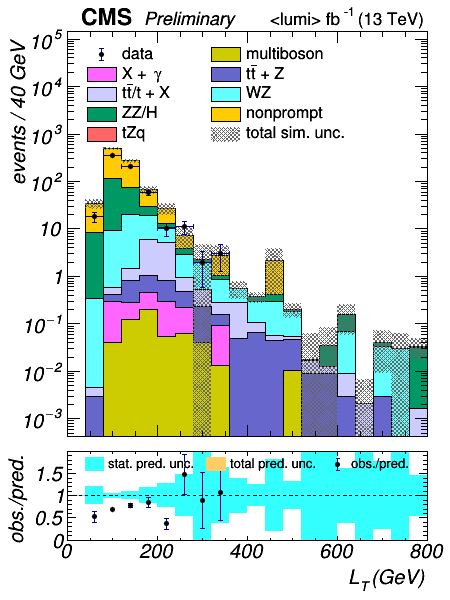 CMS Preliminary <lumi> fb⁻¹ (13 TeV)
events / 40 GeV
10⁵
10⁴
10³
10²
10
1
10⁻¹
10⁻²
10⁻³
data
multiboson
X + γ
tt̄ + Z
tt̄/t + X
WZ
ZZ/H
nonprompt
tZq
total sim. unc.
obs./pred.
1.5
1
0.5
0
stat. pred. unc.
total pred. unc.
obs./pred.
0 200 400 600 800
L_T (GeV)